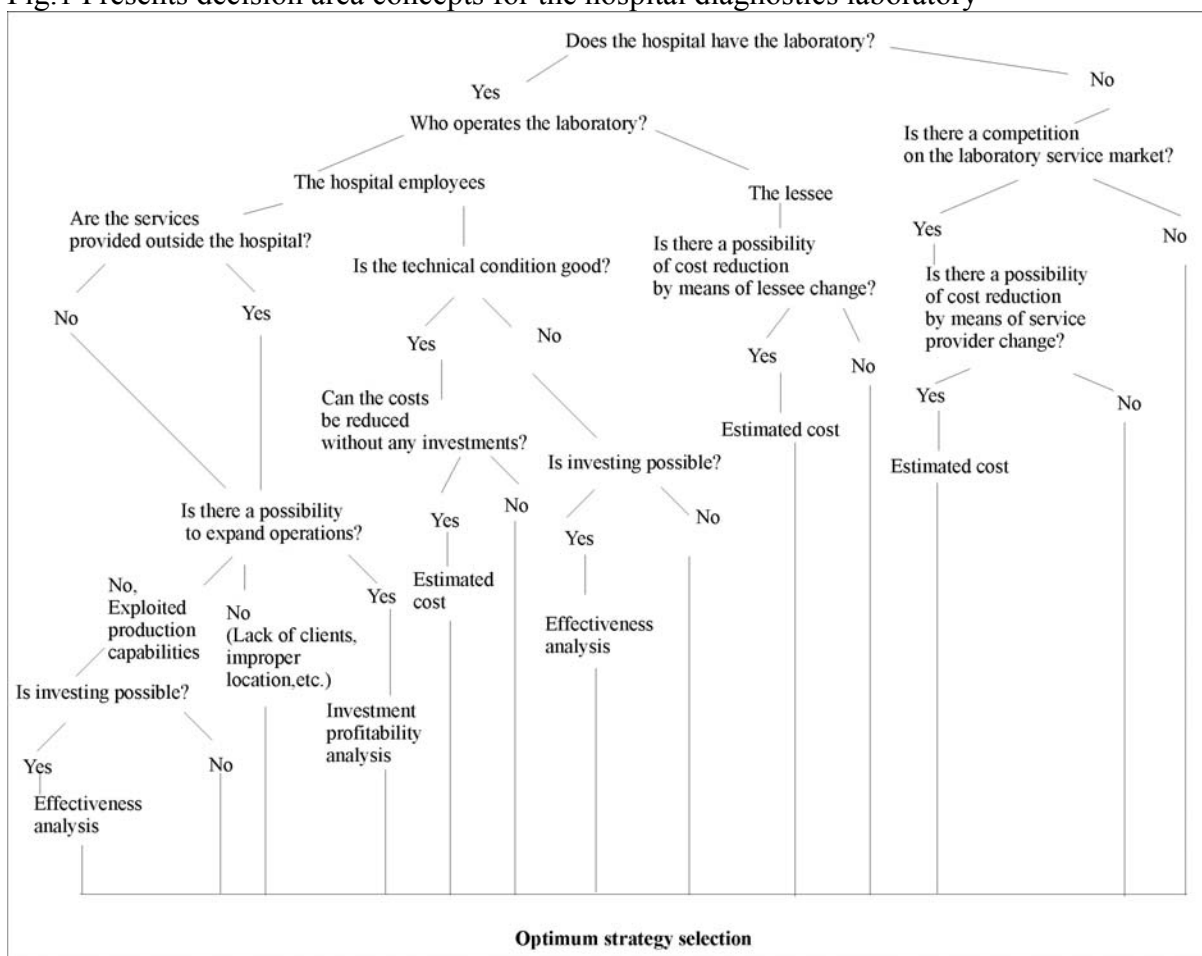 Fig.1 Presents decision area concepts for the hospital diagnostics laboratory
Does the hospital have the laboratory?
Yes
No
Who operates the laboratory?
Is there a competition
on the laboratory service market?
The hospital employees
The lessee
Are the services
provided outside the hospital?
Yes
No
Is the technical condition good?
Is there a possibility
of cost reduction
by means of lessee change?
Is there a possibility
of cost reduction
by means of service
provider change?
No
Yes
Yes
No
Yes
No
Yes
No
Can the costs
be reduced
without any investments?
Estimated cost
Is investing possible?
Estimated cost
Is there a possibility
to expand operations?
Yes
No
Yes
No
No,
Exploited
production
capabilities
No
(Lack of clients,
improper
location,etc.)
Yes
Estimated
cost
Effectiveness
analysis
Is investing possible?
Investment
profitability
analysis
Yes
No
Effectiveness
analysis
Optimum strategy selection